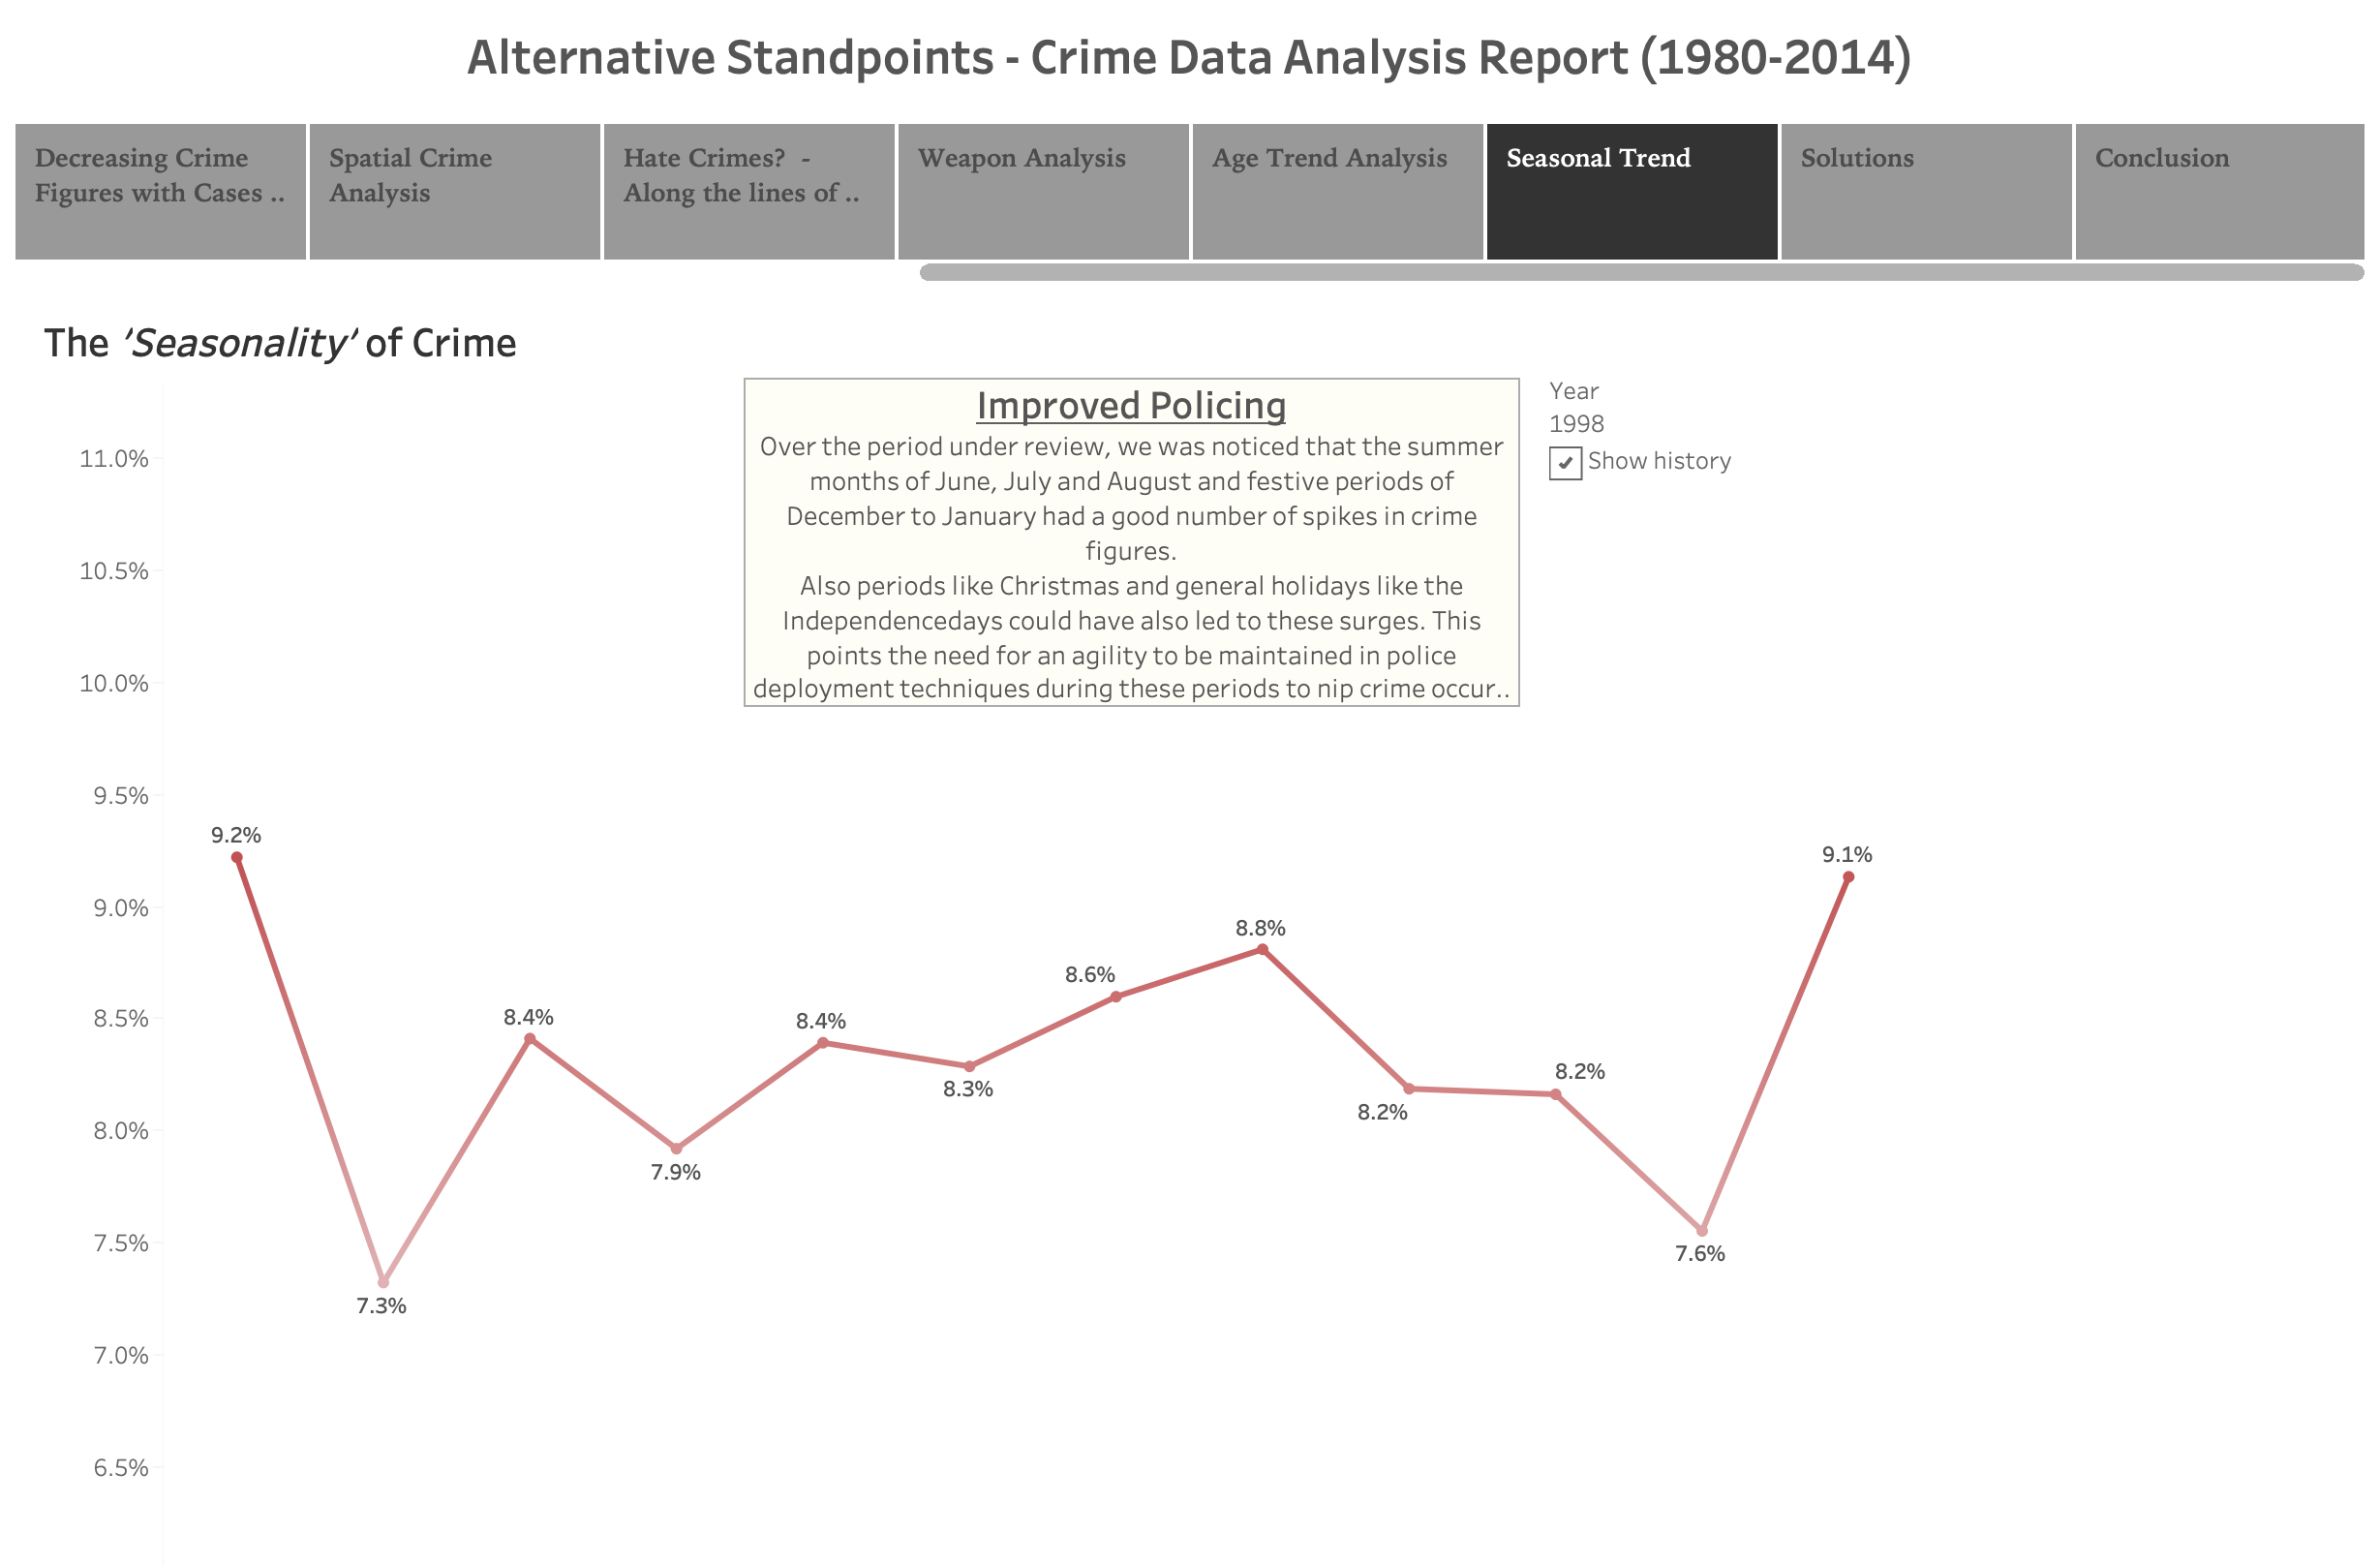 Alternative Standpoints - Crime Data Analysis Report (1980-2014)
Decreasing Crime
Figures with Cases ..
Spatial Crime
Analysis
Hate Crimes?  -
Along the lines of ..
Weapon Analysis
Age Trend Analysis
Seasonal Trend
Solutions
Conclusion
The ‘Seasonality’ of Crime
Improved Policing
Over the period under review, we was noticed that the summer
months of June, July and August and festive periods of
December to January had a good number of spikes in crime
figures.
Also periods like Christmas and general holidays like the
Independencedays could have also led to these surges. This
points the need for an agility to be maintained in police
deployment techniques during these periods to nip crime occur..
Year
1998
Show history
11.0%
10.5%
10.0%
9.5%
9.0%
8.5%
8.0%
7.5%
7.0%
6.5%
9.2%
7.3%
8.4%
7.9%
8.4%
8.3%
8.6%
8.8%
8.2%
8.2%
7.6%
9.1%